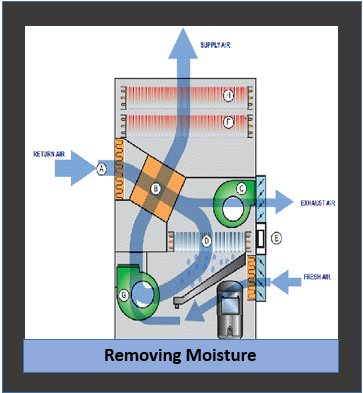 SUPPLY AIR
H
F
RETURN AIR
A
B
C
EXHAUST AIR
D
E
G
FRESH AIR
Removing Moisture